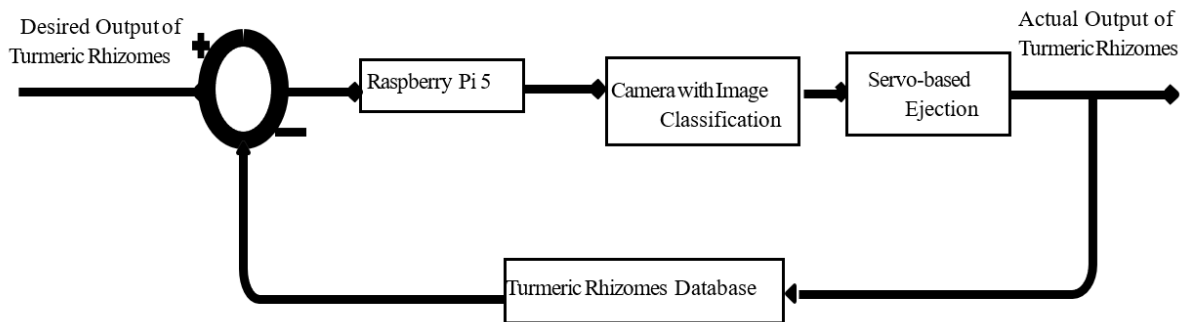 Desired Output of
Turmeric Rhizomes
+
−
Raspberry Pi 5
Camera with Image
Classification
Servo-based
Ejection
Actual Output of
Turmeric Rhizomes
Turmeric Rhizomes Database